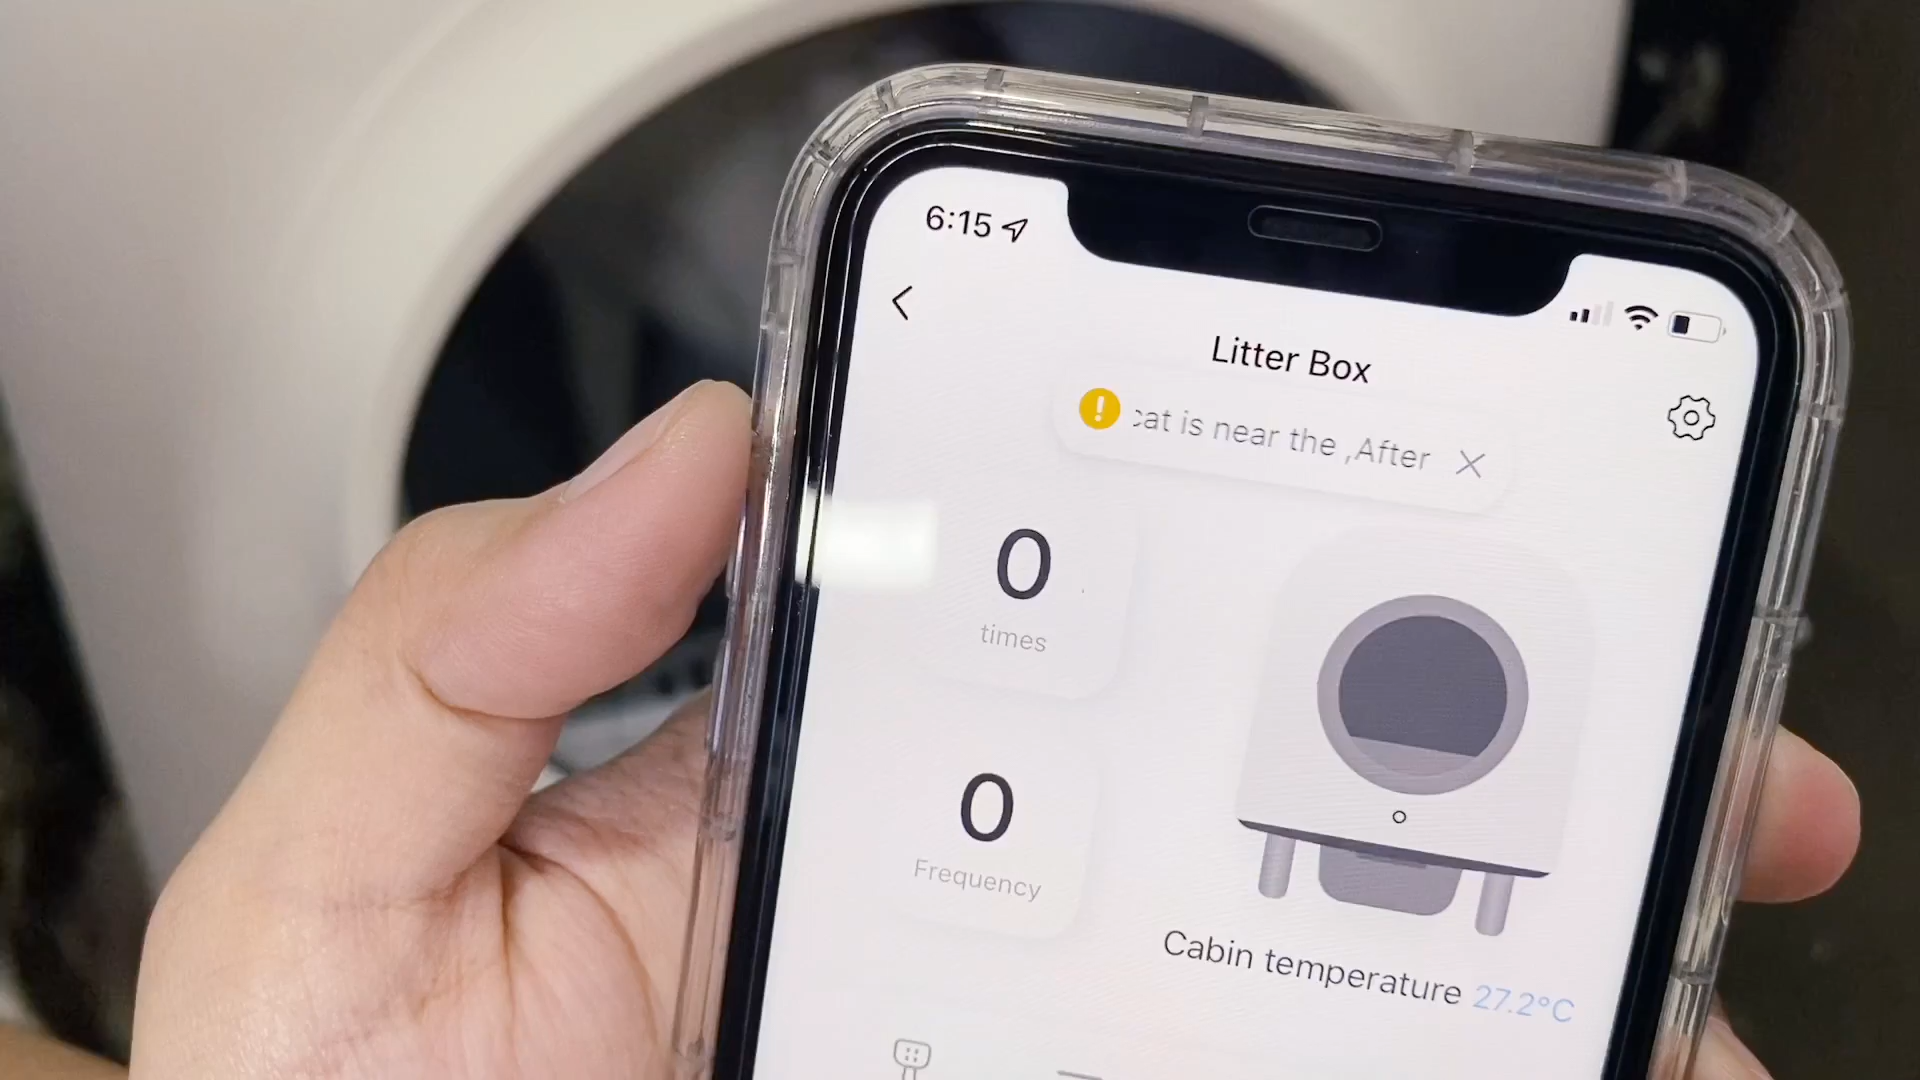 6:15
Litter Box
cat is near the ,After
0
times
0
Frequency
Cabin temperature 27.2°C